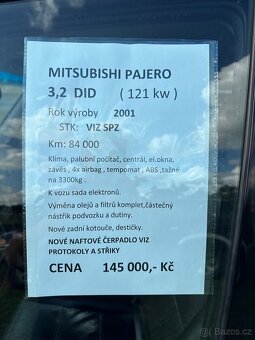 MITSUBISHI PAJERO
3,2 DID ( 121 kw )
Rok výroby 2001
STK: VIZ SPZ
Km: 84 000
Klima, palubní počítač, centrál, el.okna,
závěs , 4x airbag , tempomat , ABS ,tažné
na 3300kg .
K vozu sada elektronů.
Výměna olejů a filtrů komplet,částečný
nástřik podvozku a dutiny.
Nové zadní kotouče, destičky.
NOVÉ NAFTOVÉ ČERPADLO VIZ
PROTOKOLY A STŘIKY
CENA 145 000,- Kč
Sbazoš.cz